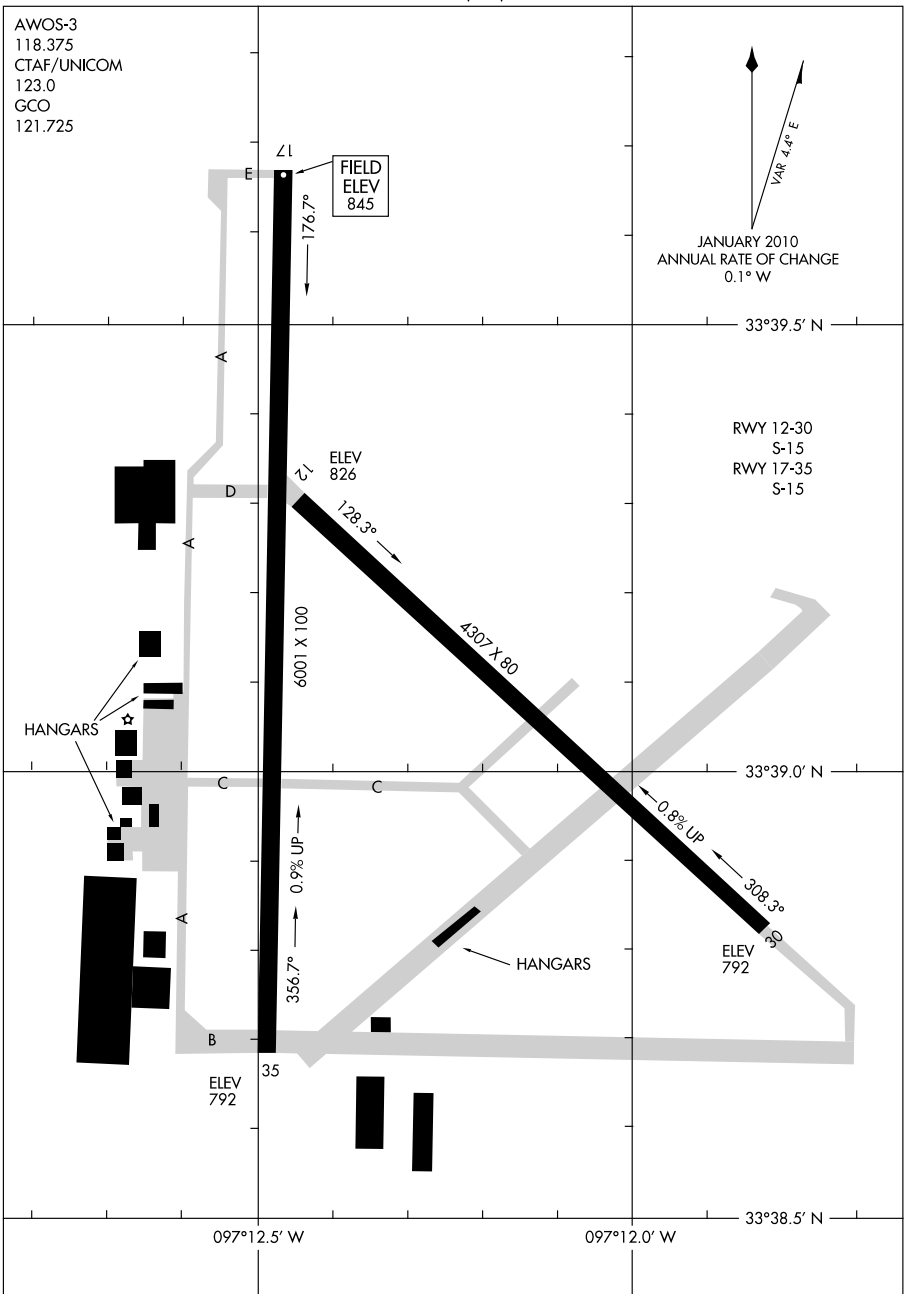 AWOS-3
118.375
CTAF/UNICOM
123.0
GCO
121.725
17
E
FIELD
ELEV
845
176.7°
VAR 4.4° E
JANUARY 2010
ANNUAL RATE OF CHANGE
0.1° W
33°39.5' N
A
RWY 12-30
S-15
RWY 17-35
S-15
ELEV
826
12
D
128.3°
A
6001 X 100
4307 X 80
HANGARS
33°39.0' N
C
C
0.9% UP
0.8% UP
308.3°
A
356.7°
30
HANGARS
ELEV
792
B
35
ELEV
792
33°38.5' N
097°12.5' W
097°12.0' W